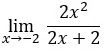 lim x→−2 2x² / 2x + 2